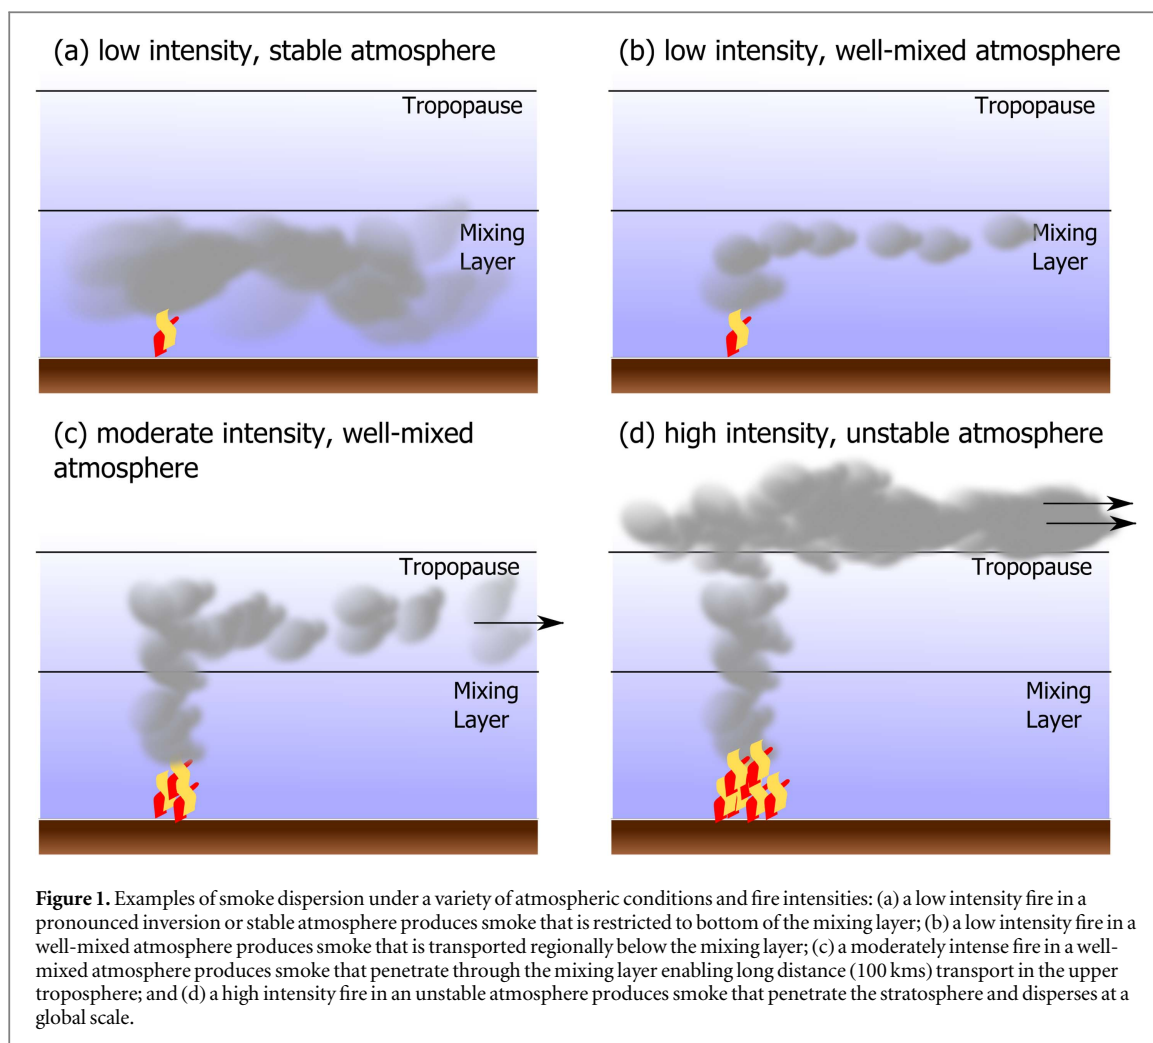 (a) low intensity, stable atmosphere
Tropopause
Mixing
Layer
(b) low intensity, well-mixed atmosphere
Tropopause
Mixing
Layer
(c) moderate intensity, well-mixed
atmosphere
Tropopause
Mixing
Layer
(d) high intensity, unstable atmosphere
Tropopause
Mixing
Layer
Figure 1. Examples of smoke dispersion under a variety of atmospheric conditions and fire intensities: (a) a low intensity fire in a
pronounced inversion or stable atmosphere produces smoke that is restricted to bottom of the mixing layer; (b) a low intensity fire in a
well-mixed atmosphere produces smoke that is transported regionally below the mixing layer; (c) a moderately intense fire in a well-
mixed atmosphere produces smoke that penetrate through the mixing layer enabling long distance (100 kms) transport in the upper
troposphere; and (d) a high intensity fire in an unstable atmosphere produces smoke that penetrate the stratosphere and disperses at a
global scale.